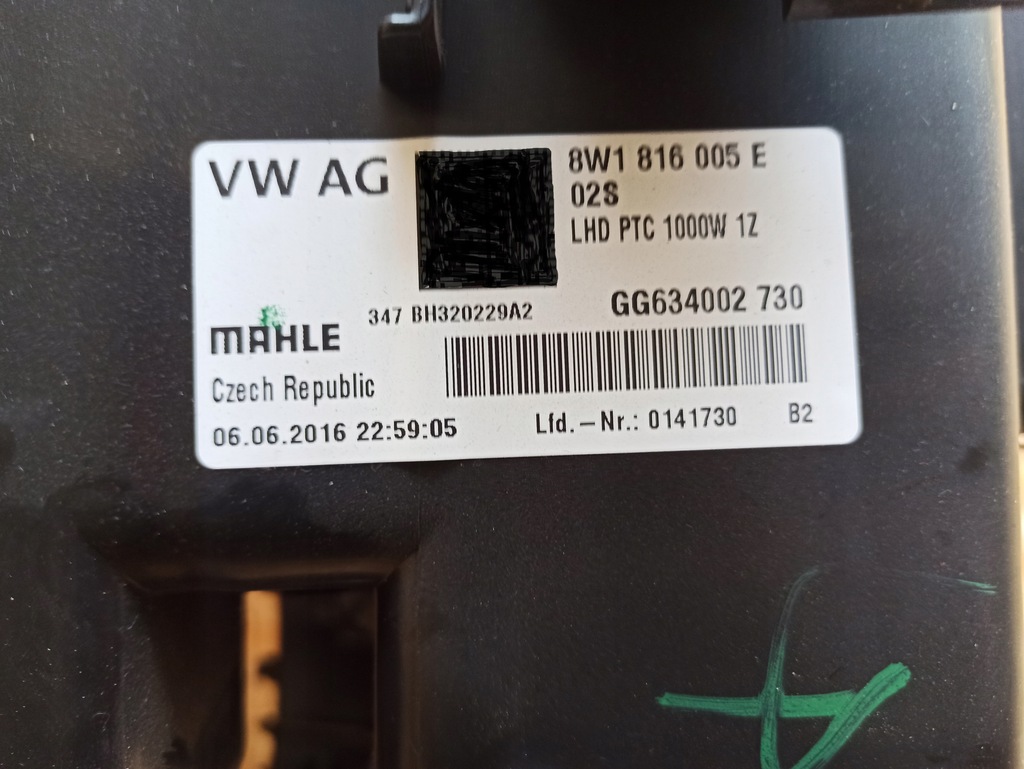 VW AG
8W1 816 005 E
02S
LHD PTC 1000W 1Z
347 BH320229A2
GG634002 730
MAHLE
Czech Republic
06.06.2016 22:59:05
Lfd.-Nr.: 0141730
B2